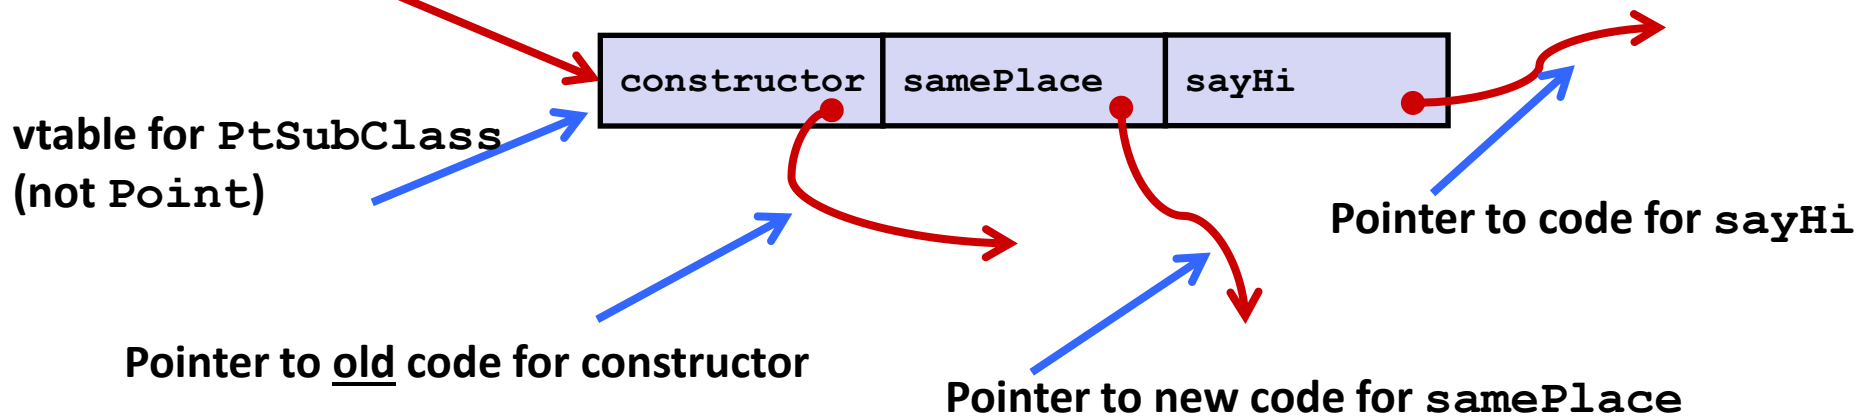 constructor samePlace sayHi
vtable for PtSubClass
(not Point)
Pointer to code for sayHi
Pointer to old code for constructor
Pointer to new code for samePlace